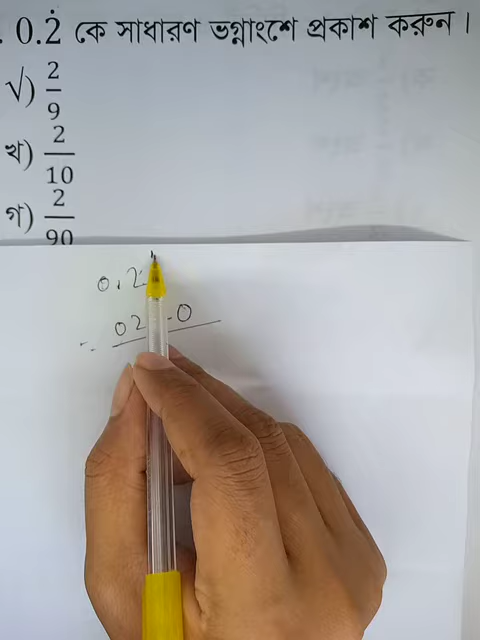 . 0.2̇ কে সাধারণ ভগ্নাংশে প্রকাশ করুন।
√) 2/9
খ) 2/10
গ) 2/90
0.2
02 - 0